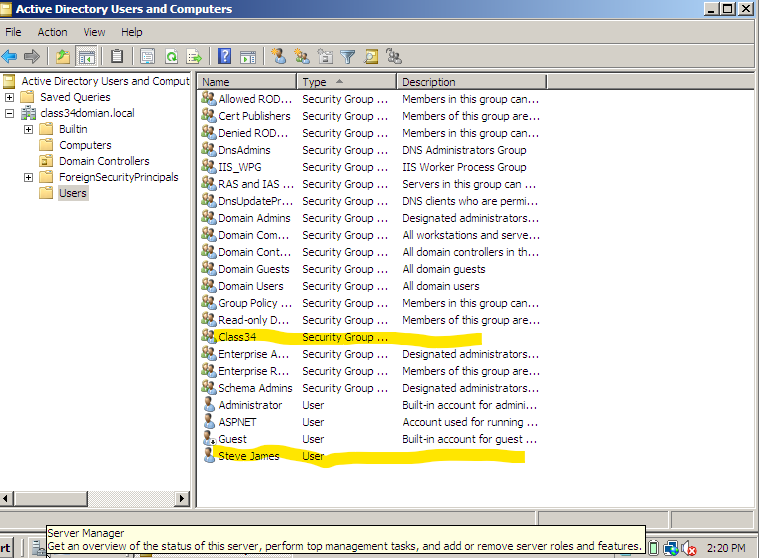 Active Directory Users and Computers
File Action View Help
Active Directory Users and Comput
Saved Queries
class34domian.local
Builtin
Computers
Domain Controllers
ForeignSecurityPrincipals
Users
Name Type Description
Allowed ROD... Security Group ... Members in this group can...
Cert Publishers Security Group ... Members of this group are...
Denied ROD... Security Group ... Members in this group can...
DnsAdmins Security Group ... DNS Administrators Group
IIS_WPG Security Group ... IIS Worker Process Group
RAS and IAS ... Security Group ... Servers in this group can ...
DnsUpdatePr... Security Group ... DNS clients who are permi...
Domain Admins Security Group ... Designated administrators...
Domain Com... Security Group ... All workstations and serve...
Domain Cont... Security Group ... All domain controllers in th...
Domain Guests Security Group ... All domain guests
Domain Users Security Group ... All domain users
Group Policy ... Security Group ... Members in this group can...
Read-only D... Security Group ... Members of this group are...
Class34 Security Group ...
Enterprise A... Security Group ... Designated administrators...
Enterprise R... Security Group ... Members of this group are...
Schema Admins Security Group ... Designated administrators...
Administrator User Built-in account for admini...
ASPNET User Account used for running ...
Guest User Built-in account for guest ...
Steve James User
Server Manager
Get an overview of the status of this server, perform top management tasks, and add or remove server roles and features.
rt 2:20 PM